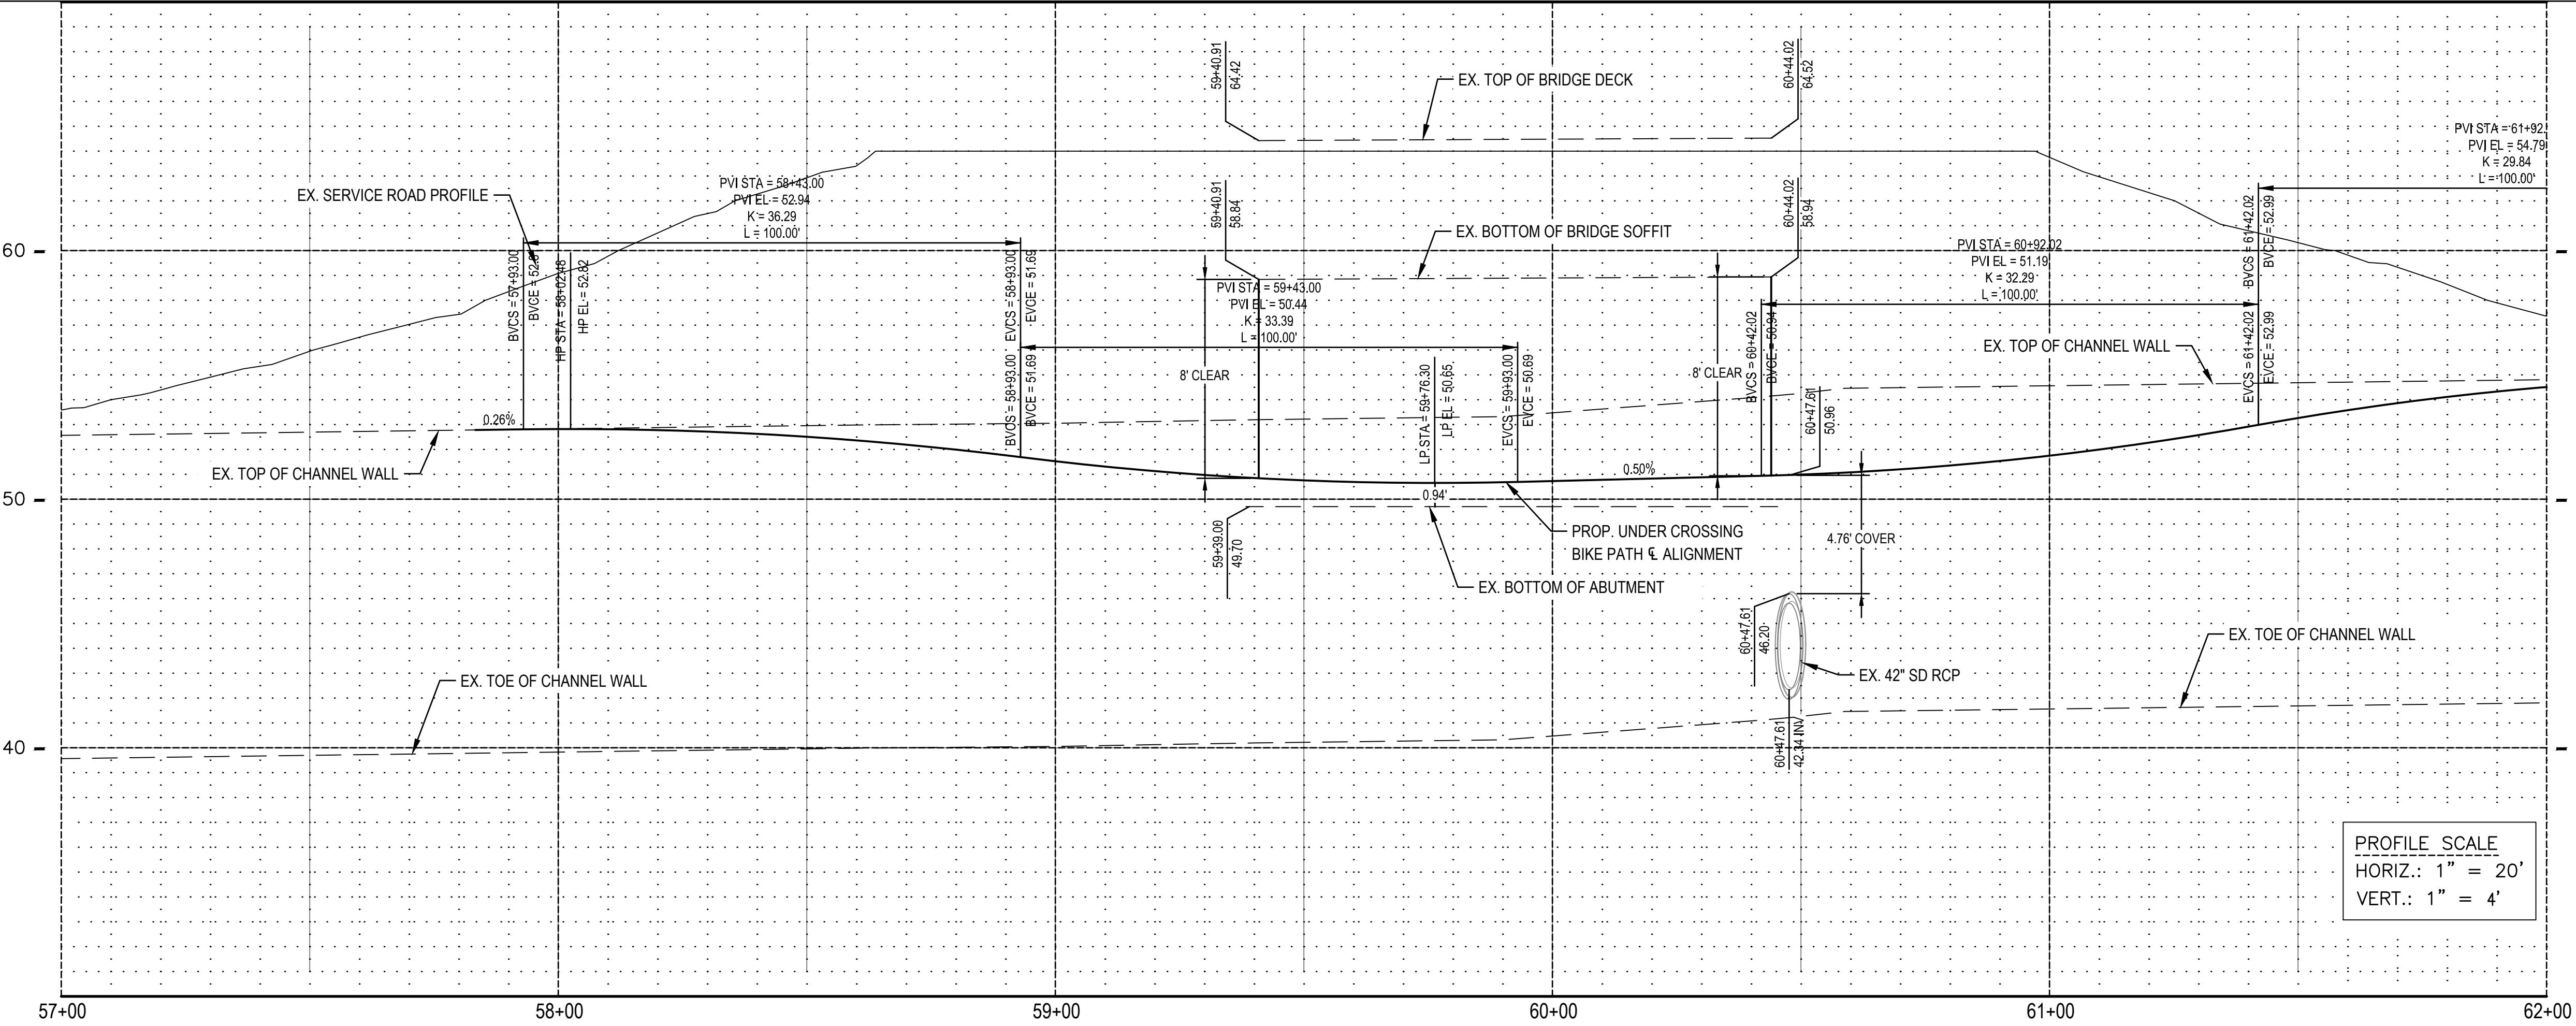 59+40.91
64.42
60+44.02
64.52
EX. TOP OF BRIDGE DECK
PVI STA = 61+92.
PVI EL = 54.79
K = 29.84
L = 100.00'
EX. SERVICE ROAD PROFILE
PVI STA = 58+43.00
PVI EL = 52.94
K = 36.29
L = 100.00'
59+40.91
58.84
60+44.02
58.94
EX. BOTTOM OF BRIDGE SOFFIT
BVCS = 61+42.02
BVCE = 52.99
60
PVI STA = 60+92.02
PVI EL = 51.19
K = 32.29
L = 100.00'
BVCS = 57+93.00
BVCE = 52.8
HP STA = 58+02.48
HP EL = 52.82
EVCS = 58+93.00
EVCE = 51.69
PVI STA = 59+43.00
PVI EL = 50.44
K = 33.39
L = 100.00'
8' CLEAR
8' CLEAR
BVCS = 60+42.02
BVCE = 50.94
EX. TOP OF CHANNEL WALL
EVCS = 61+42.02
EVCE = 52.99
BVCS = 58+93.00
BVCE = 51.69
LP STA = 59+76.30
LP EL = 50.65
EVCS = 59+93.00
EVCE = 50.69
60+47.61
50.96
0.26%
EX. TOP OF CHANNEL WALL
0.50%
50
0.94'
59+39.00
49.70
PROP. UNDER CROSSING
BIKE PATH ℄ ALIGNMENT
4.76' COVER
EX. BOTTOM OF ABUTMENT
60+47.61
46.20
EX. TOE OF CHANNEL WALL
EX. 42" SD RCP
EX. TOE OF CHANNEL WALL
60+47.61
42.34 INV
40
PROFILE SCALE
HORIZ.: 1" = 20'
VERT.: 1" = 4'
57+00
58+00
59+00
60+00
61+00
62+00